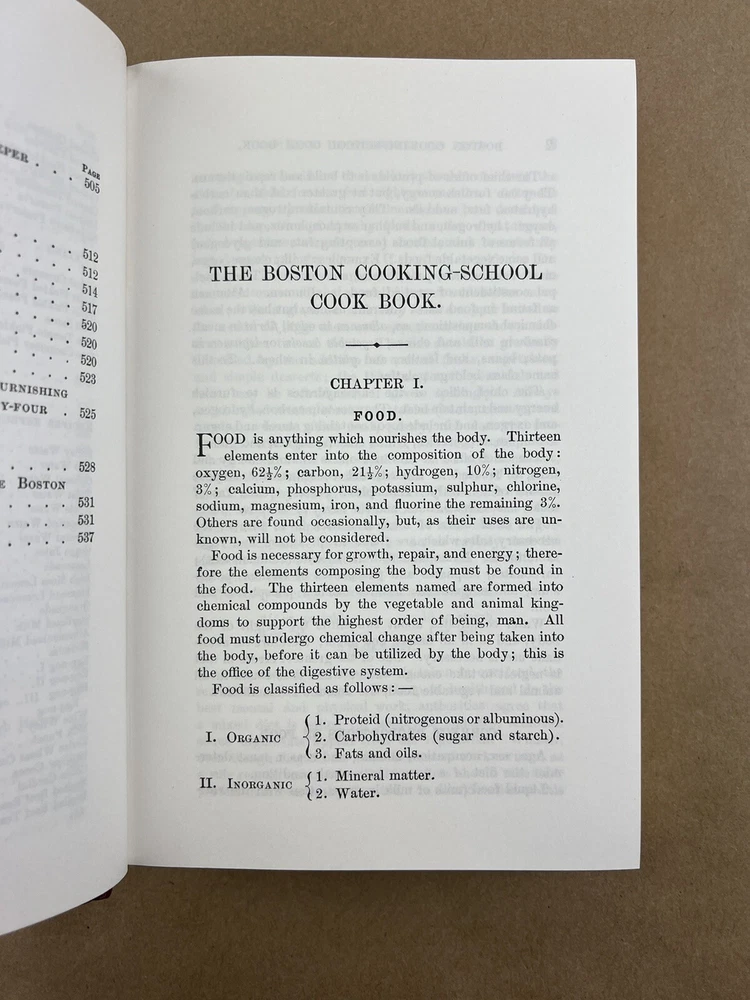 PER . .
PAGE
. . 505
. . . . 512
. . . . 512
. . . . 514
. . . . 517
. . . . 520
. . . . 520
. . . . 520
. . . . 523
URNISHING
Y-FOUR . 525
. . . . 528
E BOSTON
. . . . 531
. . . . 531
. . . . 537
THE BOSTON COOKING-SCHOOL
COOK BOOK.
CHAPTER I.
FOOD.
FOOD is anything which nourishes the body. Thirteen
elements enter into the composition of the body:
oxygen, 62½%; carbon, 21½%; hydrogen, 10%; nitrogen,
3%; calcium, phosphorus, potassium, sulphur, chlorine,
sodium, magnesium, iron, and fluorine the remaining 3%.
Others are found occasionally, but, as their uses are un-
known, will not be considered.
Food is necessary for growth, repair, and energy; there-
fore the elements composing the body must be found in
the food. The thirteen elements named are formed into
chemical compounds by the vegetable and animal king-
doms to support the highest order of being, man. All
food must undergo chemical change after being taken into
the body, before it can be utilized by the body; this is
the office of the digestive system.
Food is classified as follows:—
I. ORGANIC
1. Proteid (nitrogenous or albuminous).
2. Carbohydrates (sugar and starch).
3. Fats and oils.
II. INORGANIC
1. Mineral matter.
2. Water.